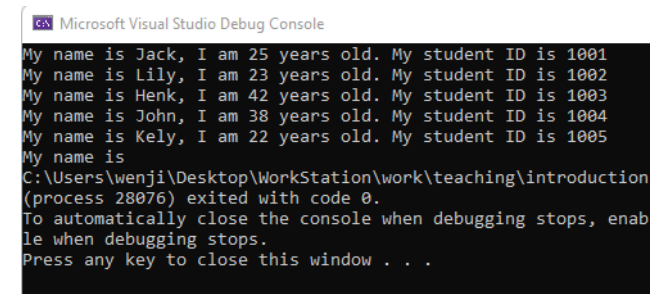 Microsoft Visual Studio Debug Console
My name is Jack, I am 25 years old. My student ID is 1001
My name is Lily, I am 23 years old. My student ID is 1002
My name is Henk, I am 42 years old. My student ID is 1003
My name is John, I am 38 years old. My student ID is 1004
My name is Kely, I am 22 years old. My student ID is 1005
My name is
C:\Users\wenji\Desktop\WorkStation\work\teaching\introduction
(process 28076) exited with code 0.
To automatically close the console when debugging stops, enab
le when debugging stops.
Press any key to close this window . . .